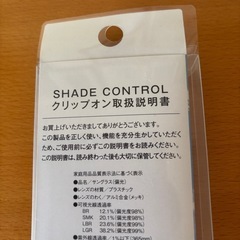 SHADE CONTROL
クリップオン取扱説明書
お買上げいただきましてありがとうございます。
この製品を正しく使い、機能を充分生かしていただく
ため、ご使用前に必ずこの説明書をお読みください。
この説明書は、読み終わった後も大切に保管してください。
家庭用品品質表示法に基づく表示
●品名/サングラス(偏光)
●レンズの材質/プラスチック
●レンズのわく/アルミ合金(メッキ)
●可視光線透過率
BR 12.1%(偏光度98%)
SMK 20.1%(偏光度98%)
LBR 23.6%(偏光度99%)
LGR 38.2%(偏光度99%)